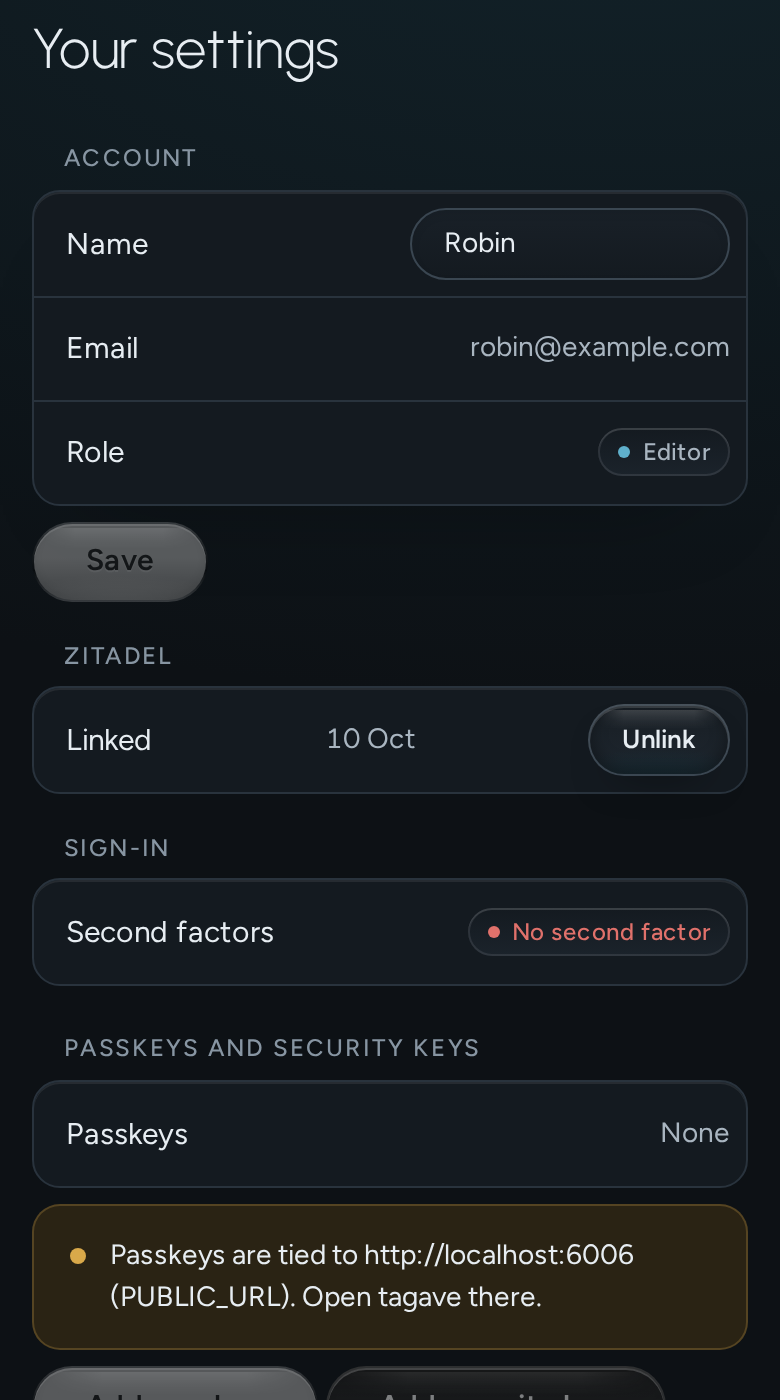 Your settings
ACCOUNT
Name Robin
Email robin@example.com
Role Editor
Save
ZITADEL
Linked 10 Oct Unlink
SIGN-IN
Second factors No second factor
PASSKEYS AND SECURITY KEYS
Passkeys None
Passkeys are tied to http://localhost:6006
(PUBLIC_URL). Open tagave there.